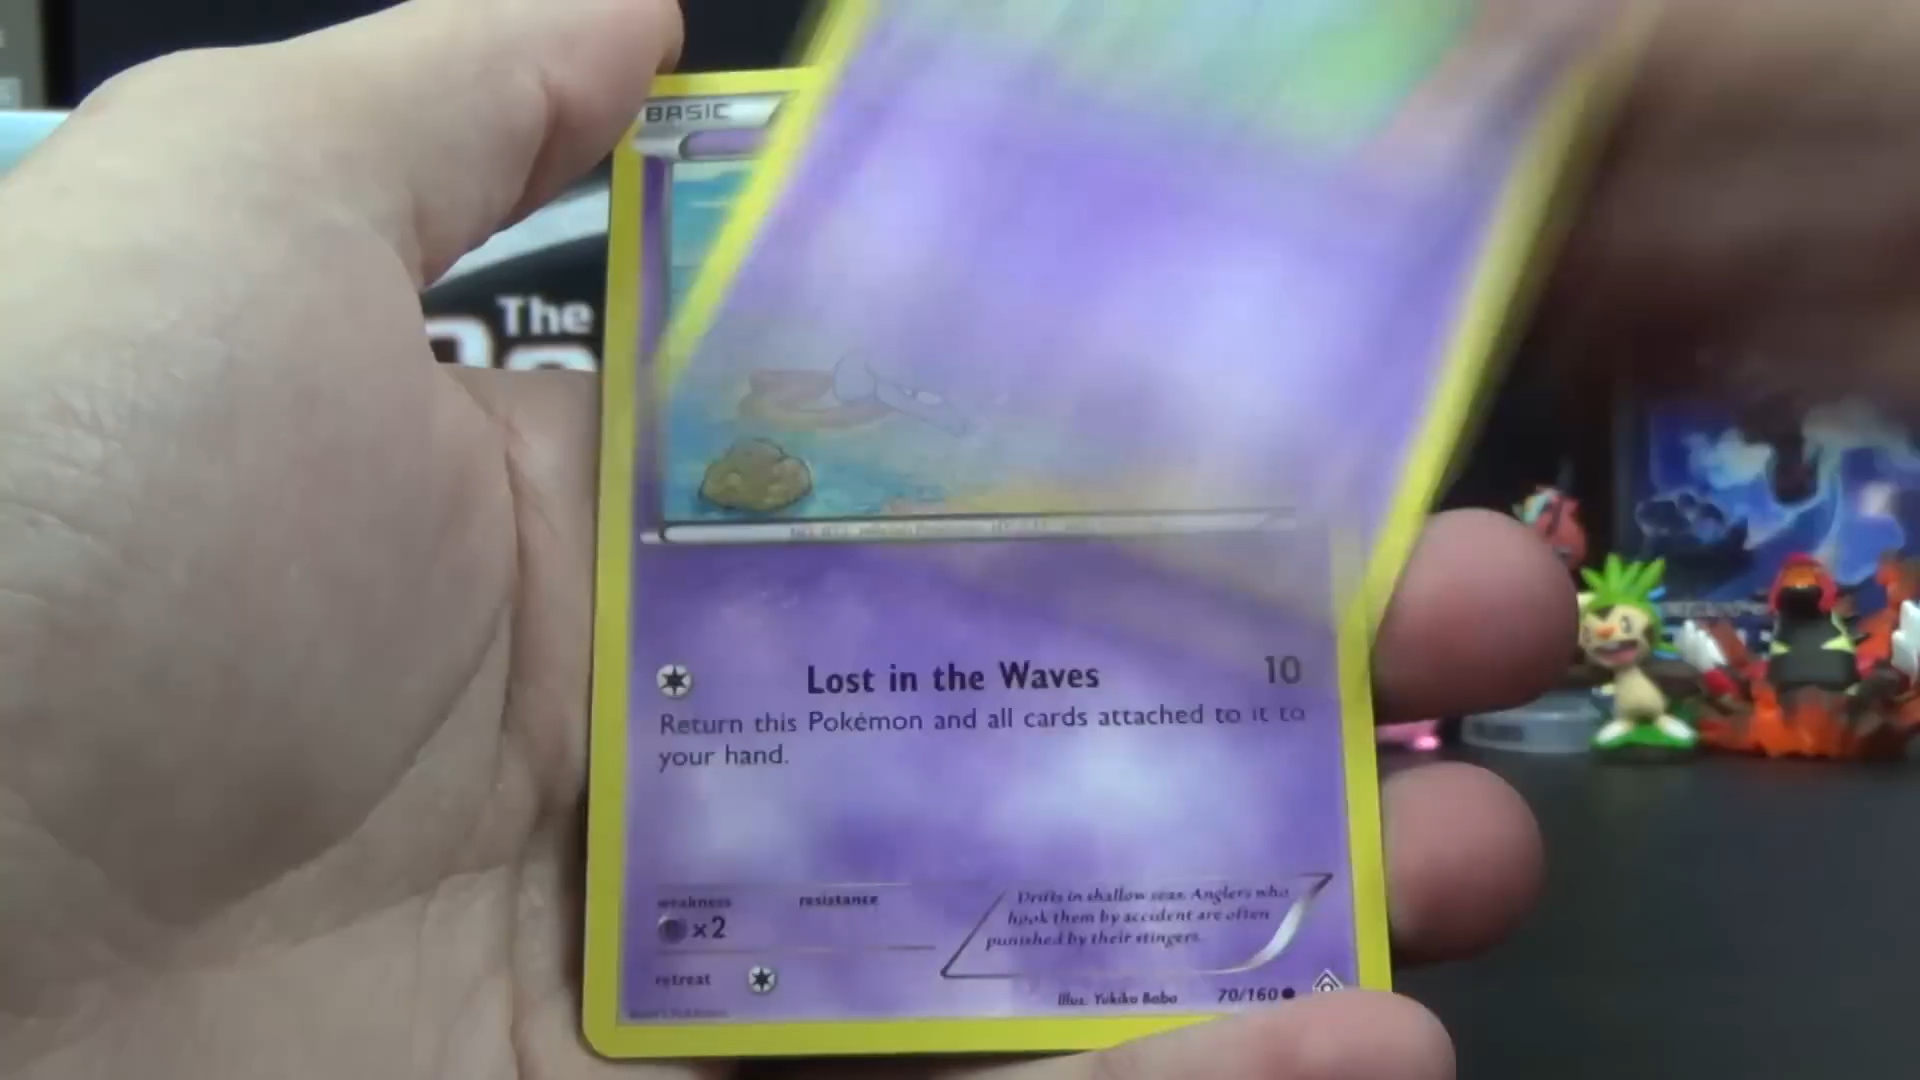 The
BASIC
Lost in the Waves 10
Return this Pokémon and all cards attached to it to
your hand.
weakness resistance
x2
retreat
Drifts in shallow seas. Anglers who
hook them by accident are often
punished by their stingers.
Illus. Yukiko Baba 70/160